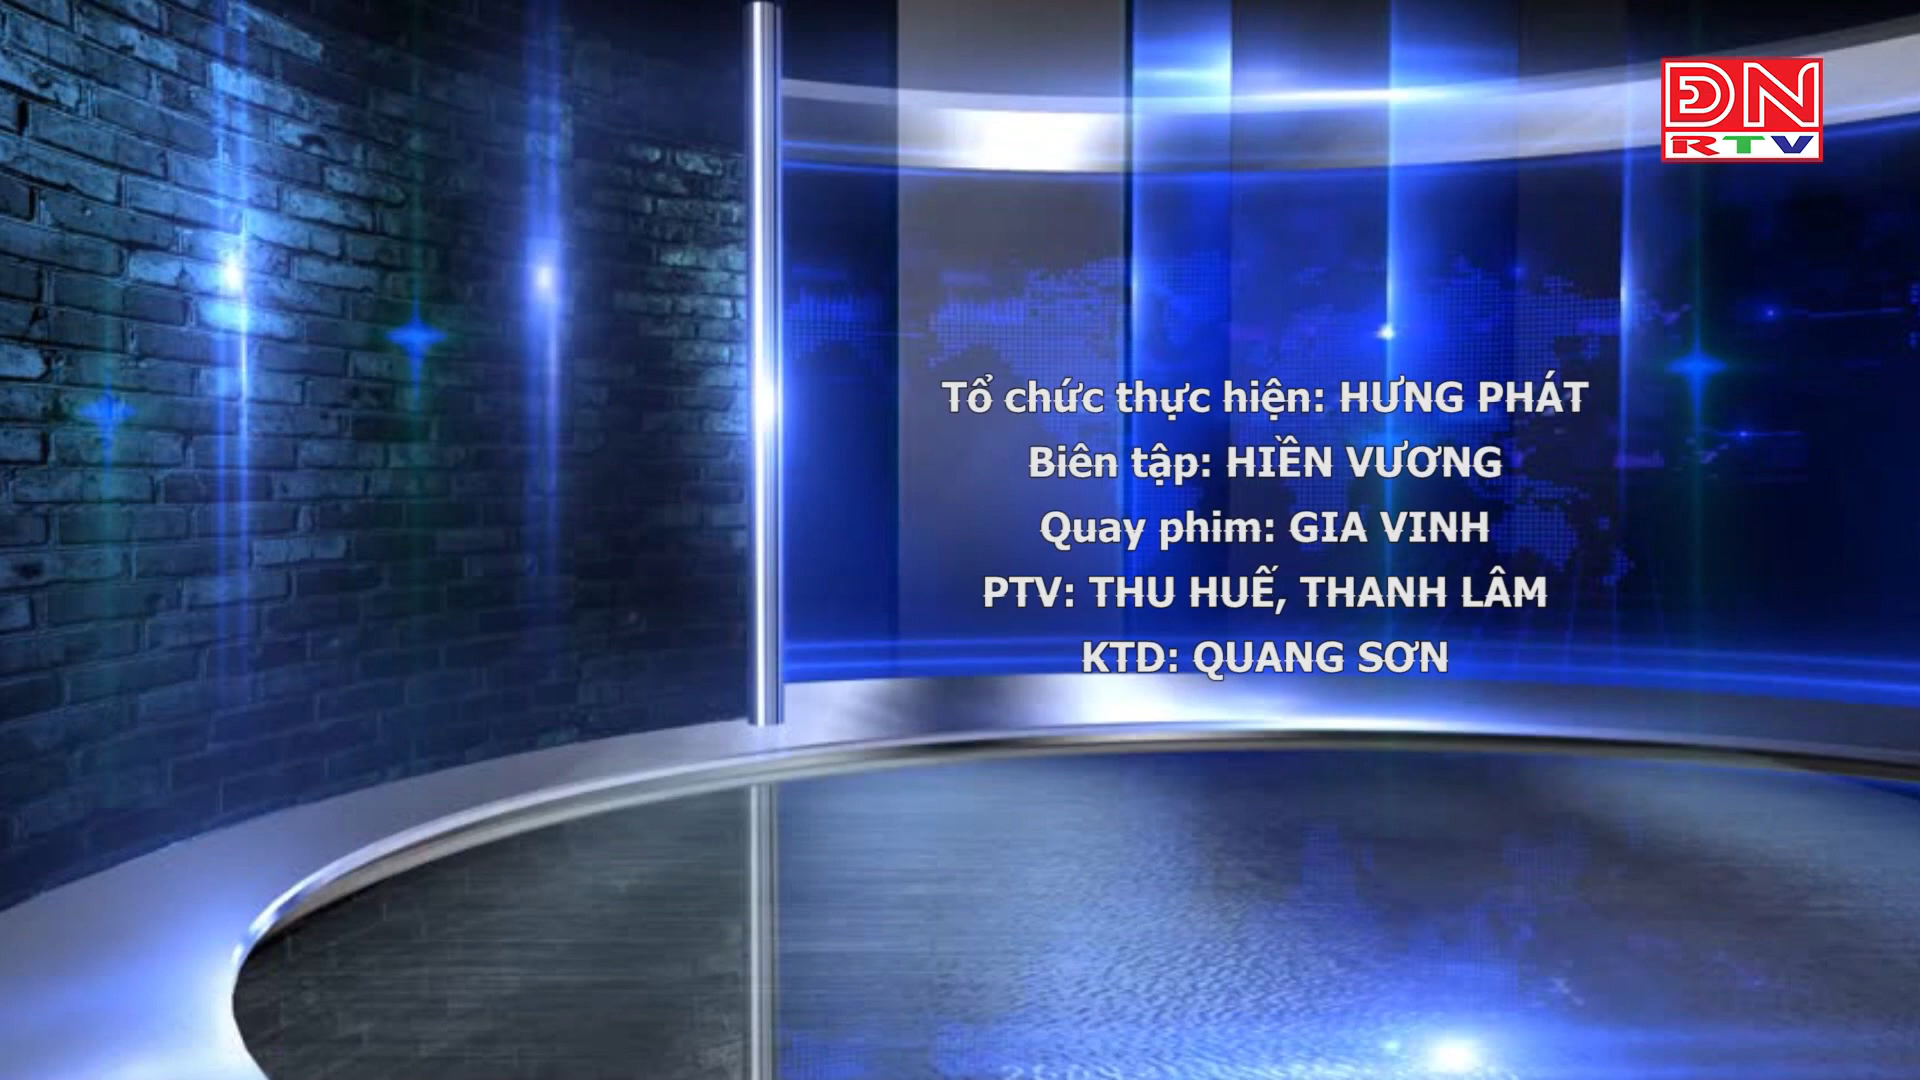 ĐN
RTV
Tổ chức thực hiện: HƯNG PHÁT
Biên tập: HIỀN VƯƠNG
Quay phim: GIA VINH
PTV: THU HUẾ, THANH LÂM
KTD: QUANG SƠN